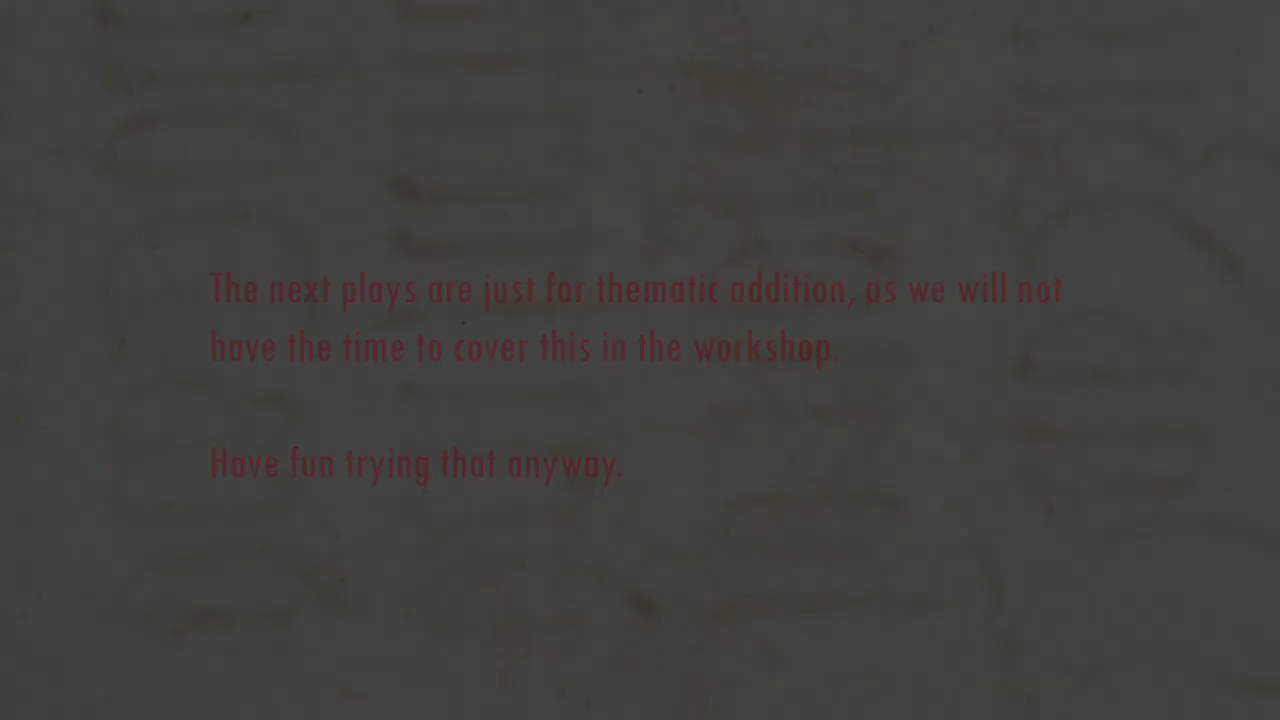 The next plays are just for thematic addition, as we will not
have the time to cover this in the workshop.
Have fun trying that anyway.